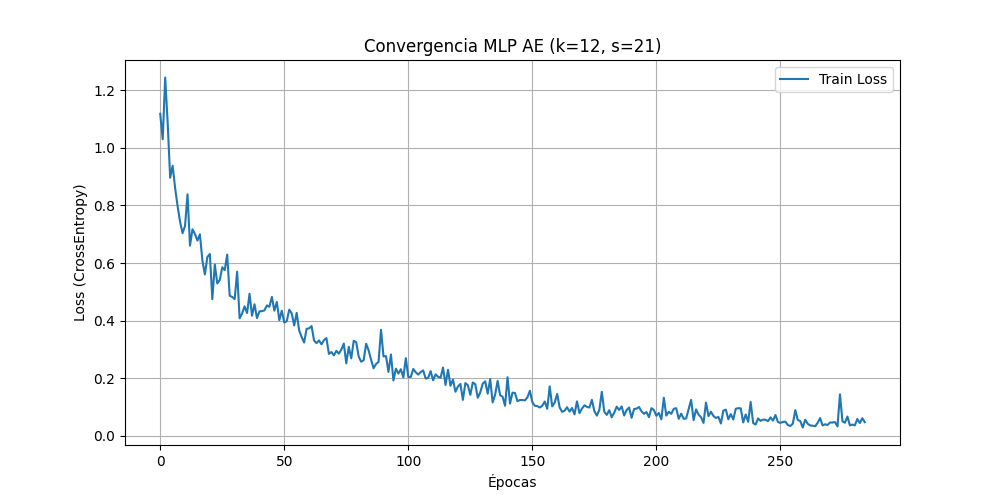 Convergencia MLP AE (k=12, s=21)
Train Loss
Loss (CrossEntropy)
1.2
1.0
0.8
0.6
0.4
0.2
0.0
0 50 100 150 200 250
Épocas